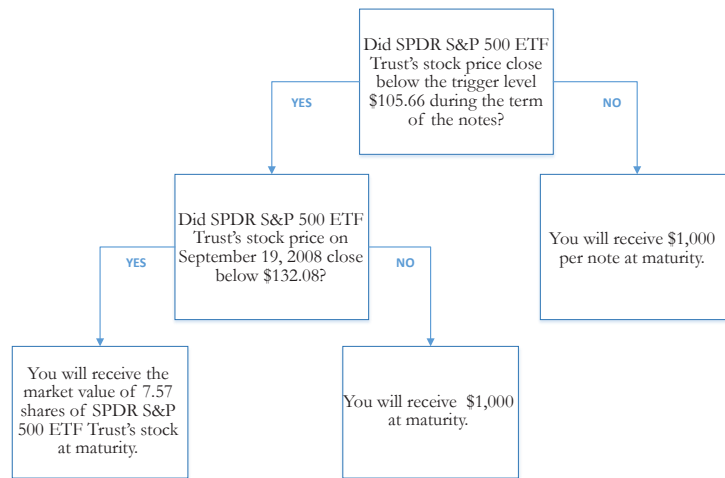 Did SPDR S&P 500 ETF
Trust's stock price close
below the trigger level
$105.66 during the term
of the notes?
YES
NO
Did SPDR S&P 500 ETF
Trust's stock price on
September 19, 2008 close
below $132.08?
You will receive $1,000
per note at maturity.
YES
NO
You will receive the
market value of 7.57
shares of SPDR S&P
500 ETF Trust's stock
at maturity.
You will receive $1,000
at maturity.